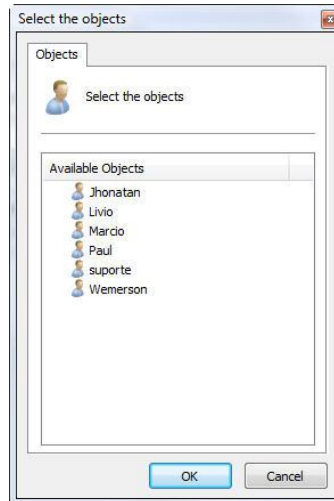 Select the objects
Objects
Select the objects
Available Objects
Jhonatan
Livio
Marcio
Paul
suporte
Wemerson
OK
Cancel